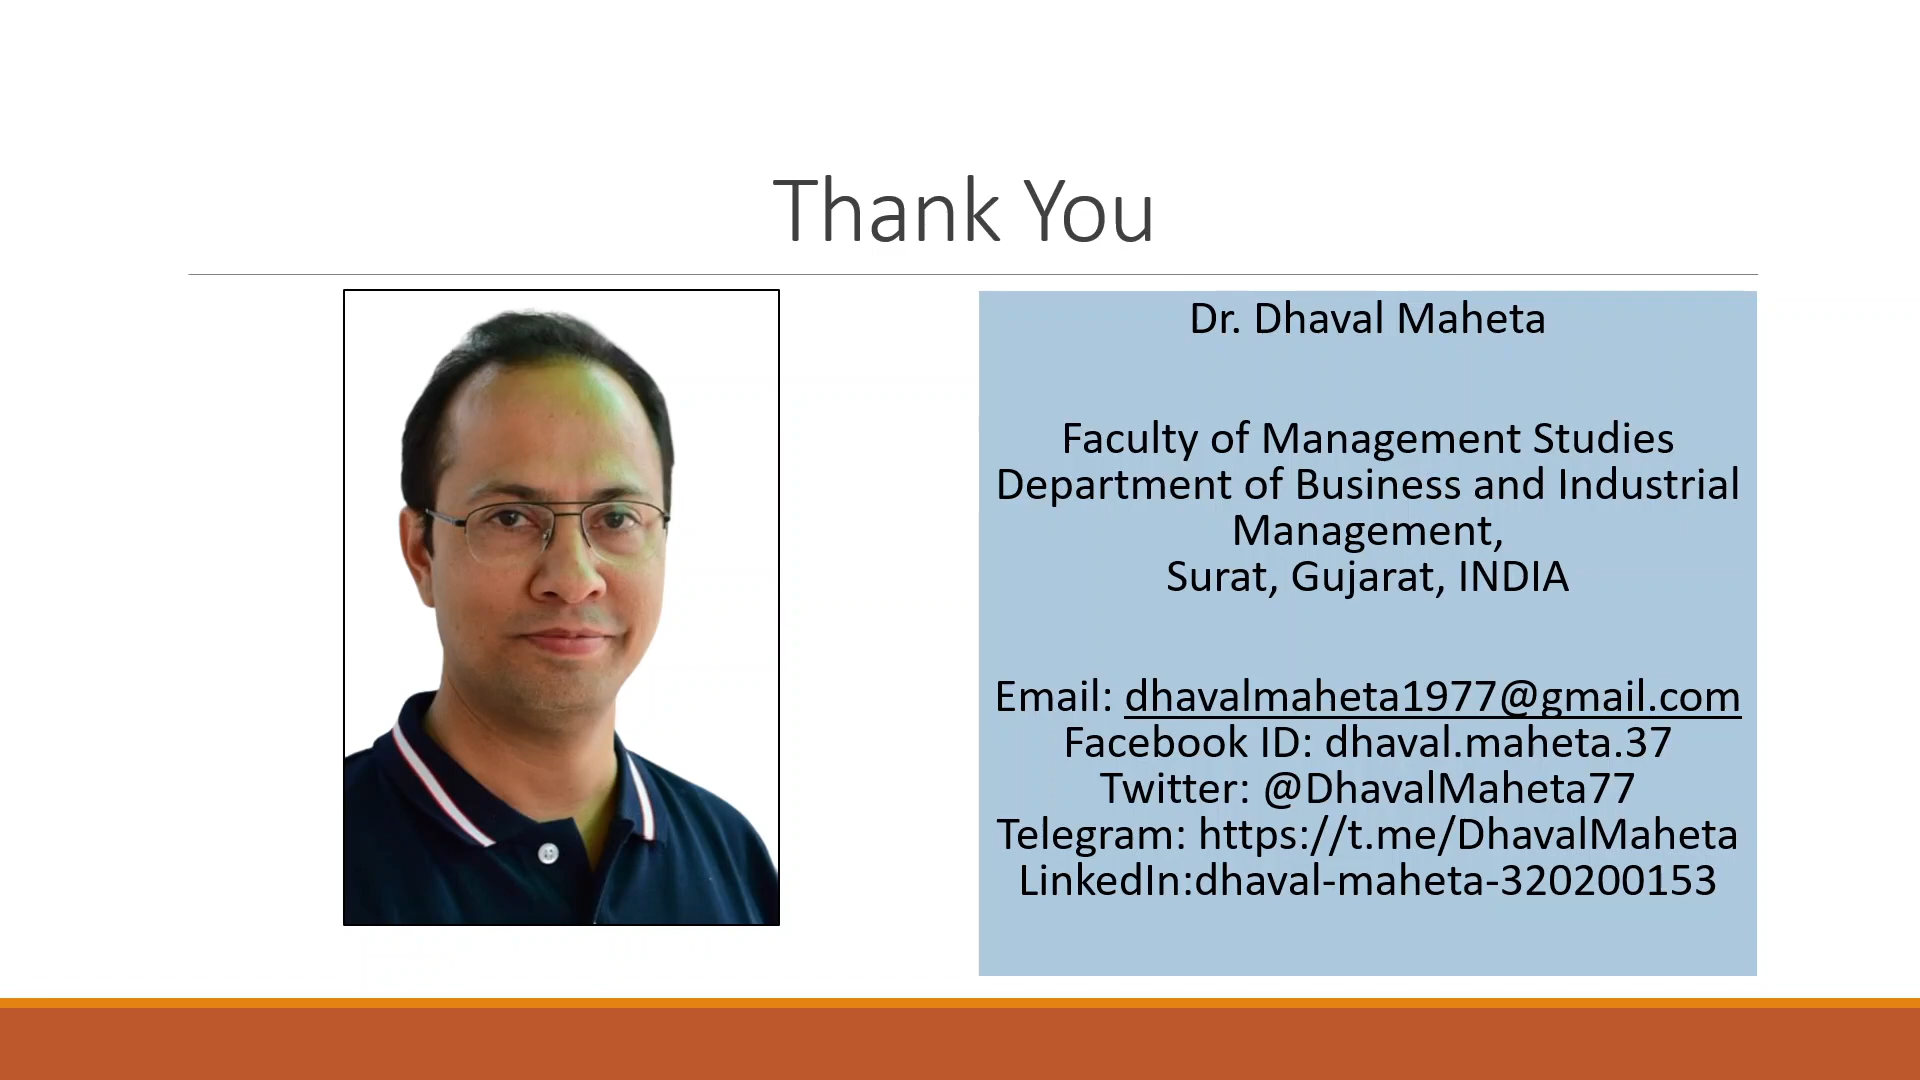 Thank You
Dr. Dhaval Maheta
Faculty of Management Studies
Department of Business and Industrial
Management,
Surat, Gujarat, INDIA
Email: dhavalmaheta1977@gmail.com
Facebook ID: dhaval.maheta.37
Twitter: @DhavalMaheta77
Telegram: https://t.me/DhavalMaheta
LinkedIn:dhaval-maheta-320200153